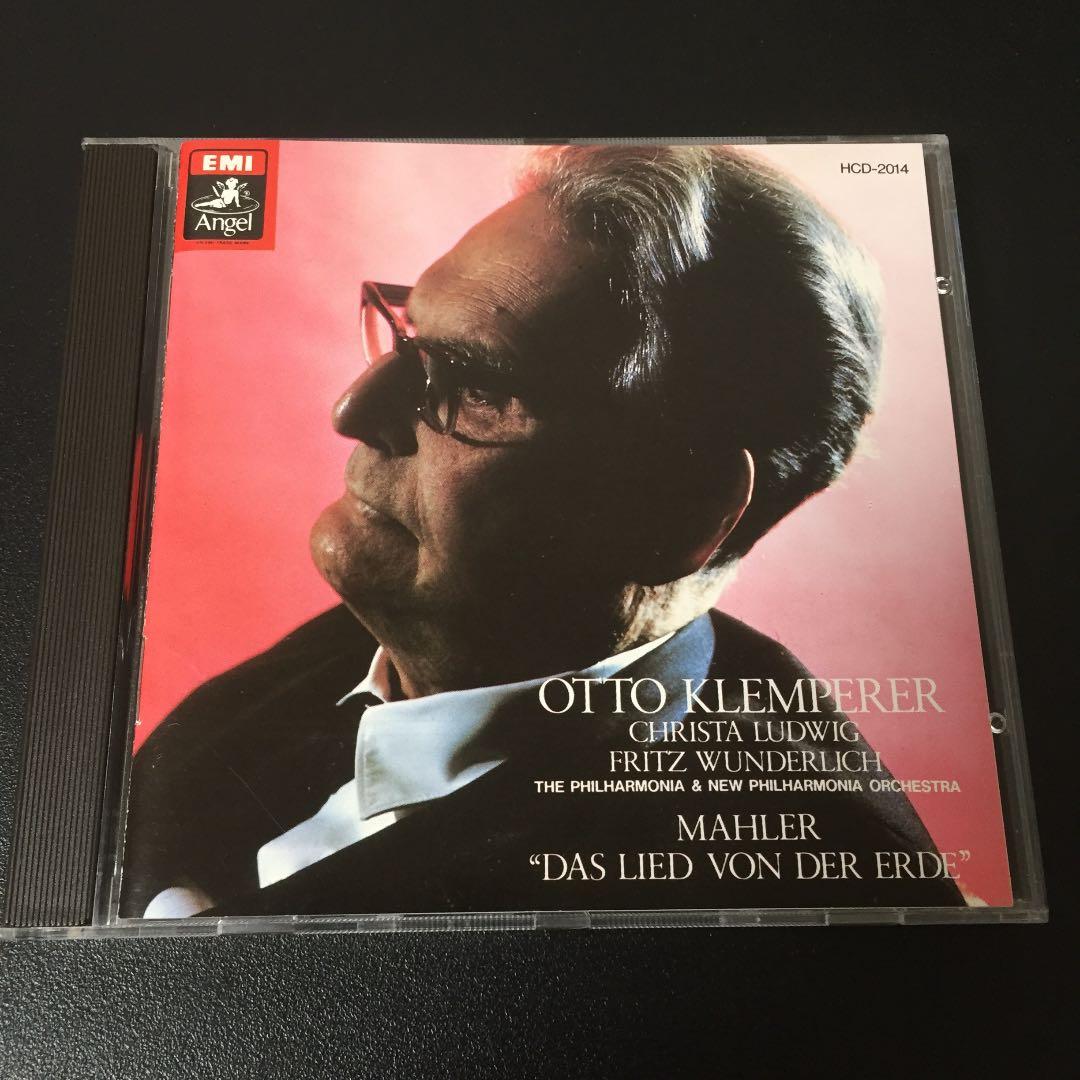 EMI
Angel
HCD-2014
OTTO KLEMPERER
CHRISTA LUDWIG
FRITZ WUNDERLICH
THE PHILHARMONIA & NEW PHILHARMONIA ORCHESTRA
MAHLER
“DAS LIED VON DER ERDE”